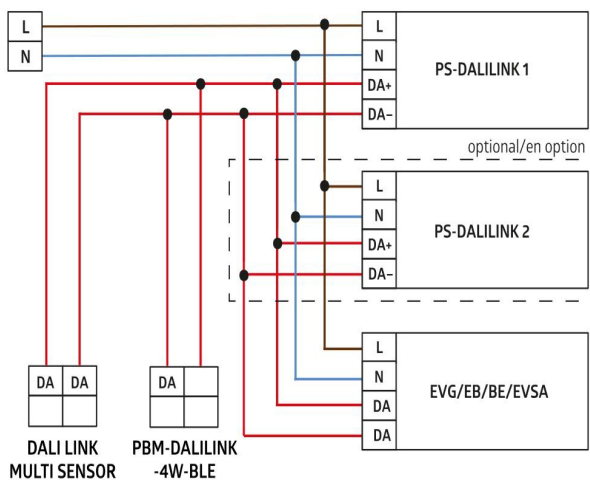 L
N
L
N
DA+
DA−
PS-DALILINK 1
optional/en option
L
N
DA+
DA−
PS-DALILINK 2
L
N
DA
DA
EVG/EB/BE/EVSA
DA DA
DA
DALI LINK
MULTI SENSOR
PBM-DALILINK
-4W-BLE